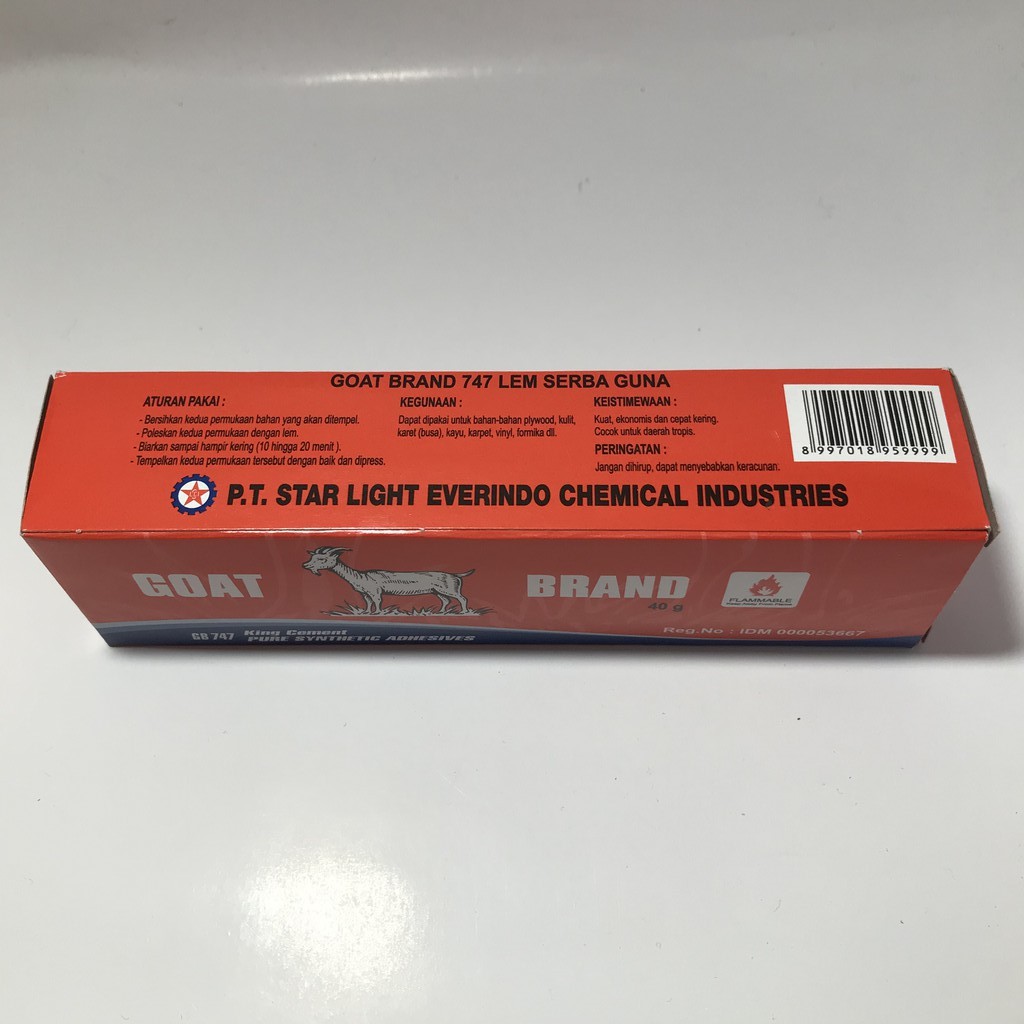 GOAT BRAND 747 LEM SERBA GUNA
ATURAN PAKAI :
- Bersihkan kedua permukaan bahan yang akan ditempel.
- Poleskan kedua permukaan dengan lem.
- Biarkan sampai hampir kering (10 hingga 20 menit ).
- Tempelkan kedua permukaan tersebut dengan baik dan dipress.
KEGUNAAN :
Dapat dipakai untuk bahan-bahan plywood, kulit,
karet (busa), kayu, karpet, vinyl, formika dll.
KEISTIMEWAAN :
Kuat, ekonomis dan cepat kering.
Cocok untuk daerah tropis.
PERINGATAN :
Jangan dihirup, dapat menyebabkan keracunan.
8 997018 959999
P.T. STAR LIGHT EVERINDO CHEMICAL INDUSTRIES
GOAT BRAND
40 g
FLAMMABLE
Keep Away From Flame
GB 747 King Cement
PURE SYNTHETIC ADHESIVES
Reg.No : IDM 000053667